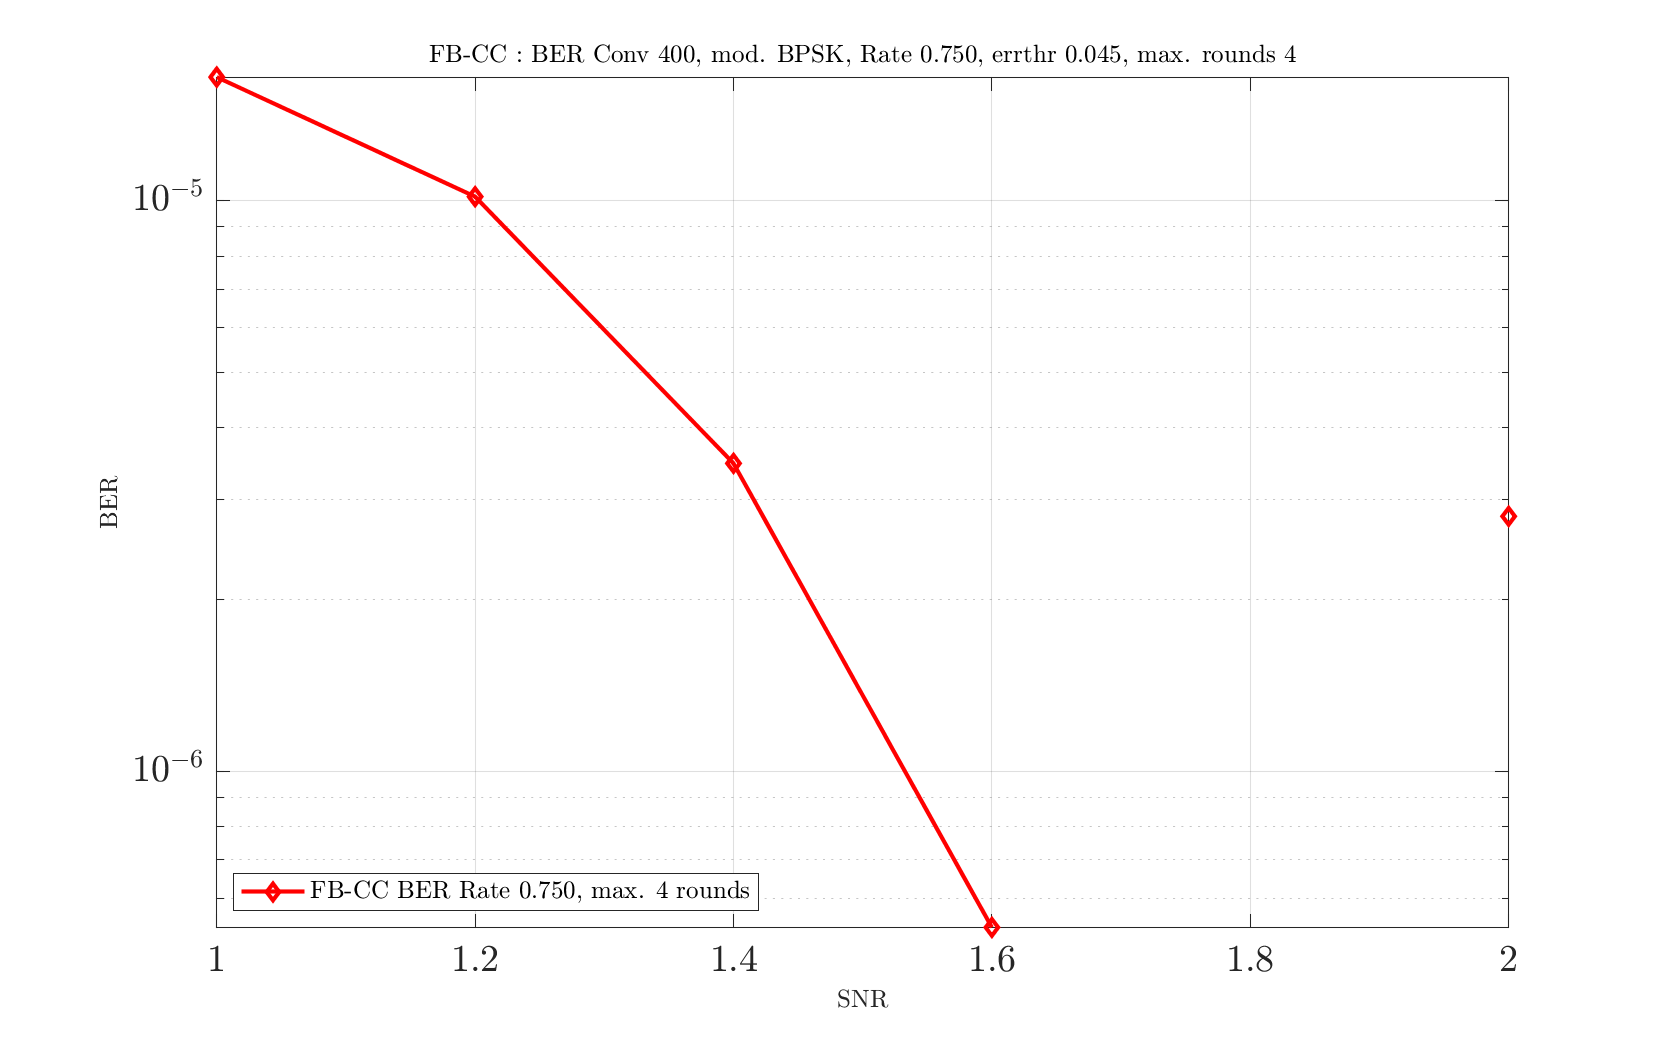 FB-CC : BER Conv 400, mod. BPSK, Rate 0.750, errthr 0.045, max. rounds 4
10⁻⁵
BER
10⁻⁶
FB-CC BER Rate 0.750, max. 4 rounds
1 1.2 1.4 1.6 1.8 2
SNR